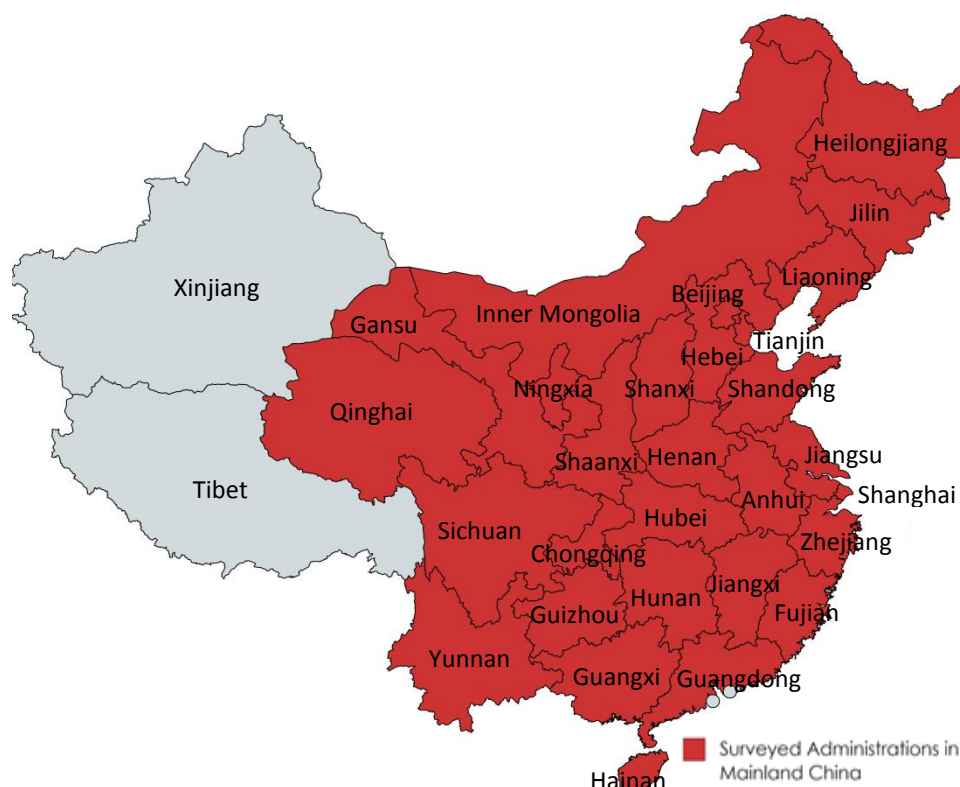 Heilongjiang
Jilin
Liaoning
Xinjiang
Beijing
Inner Mongolia
Gansu
Tianjin
Hebei
Ningxia
Shanxi
Shandong
Qinghai
Jiangsu
Henan
Shaanxi
Tibet
Shanghai
Anhui
Hubei
Sichuan
Zhejiang
Chongqing
Jiangxi
Hunan
Guizhou
Fujian
Yunnan
Guangxi
Guangdong
Surveyed Administrations in
Mainland China
Hainan